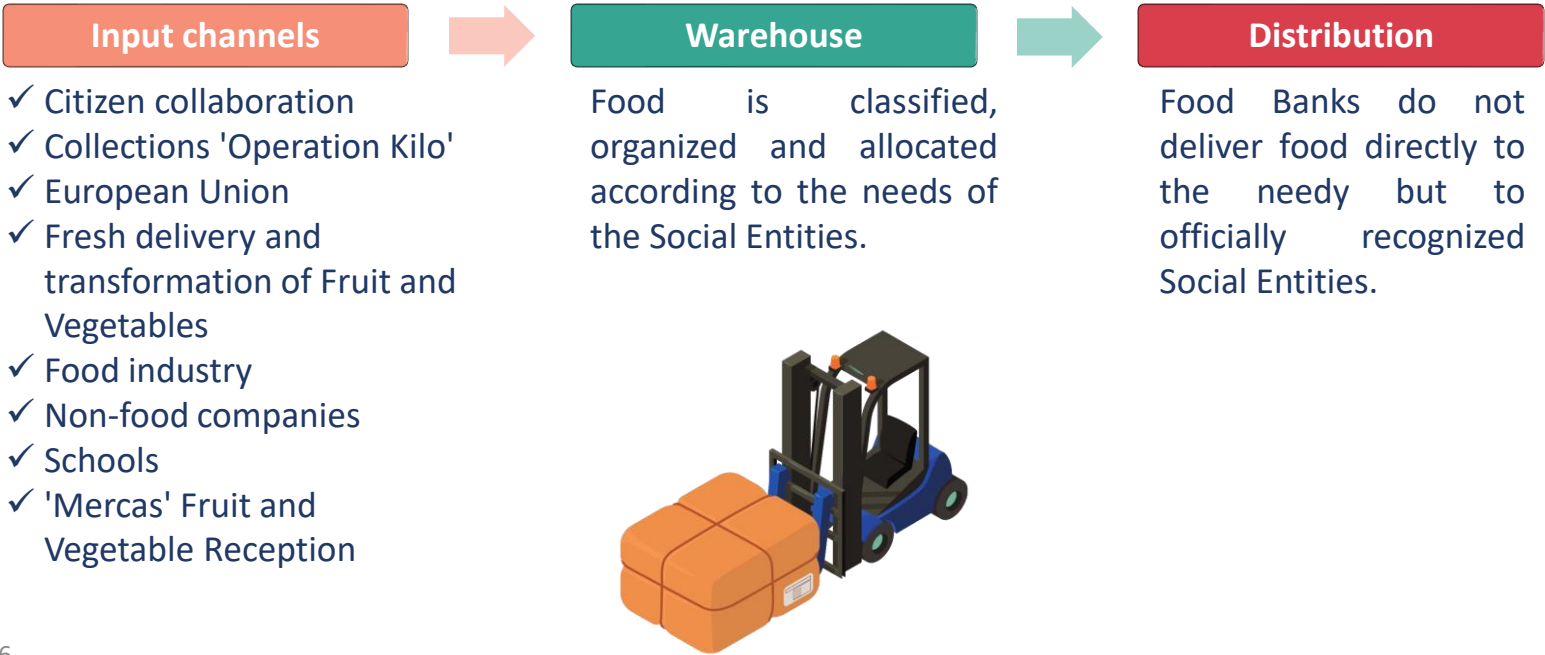 Input channels
✓ Citizen collaboration
✓ Collections 'Operation Kilo'
✓ European Union
✓ Fresh delivery and
transformation of Fruit and
Vegetables
✓ Food industry
✓ Non-food companies
✓ Schools
✓ 'Mercas' Fruit and
Vegetable Reception
Warehouse
Food is classified,
organized and allocated
according to the needs of
the Social Entities.
Distribution
Food Banks do not
deliver food directly to
the needy but to
officially recognized
Social Entities.